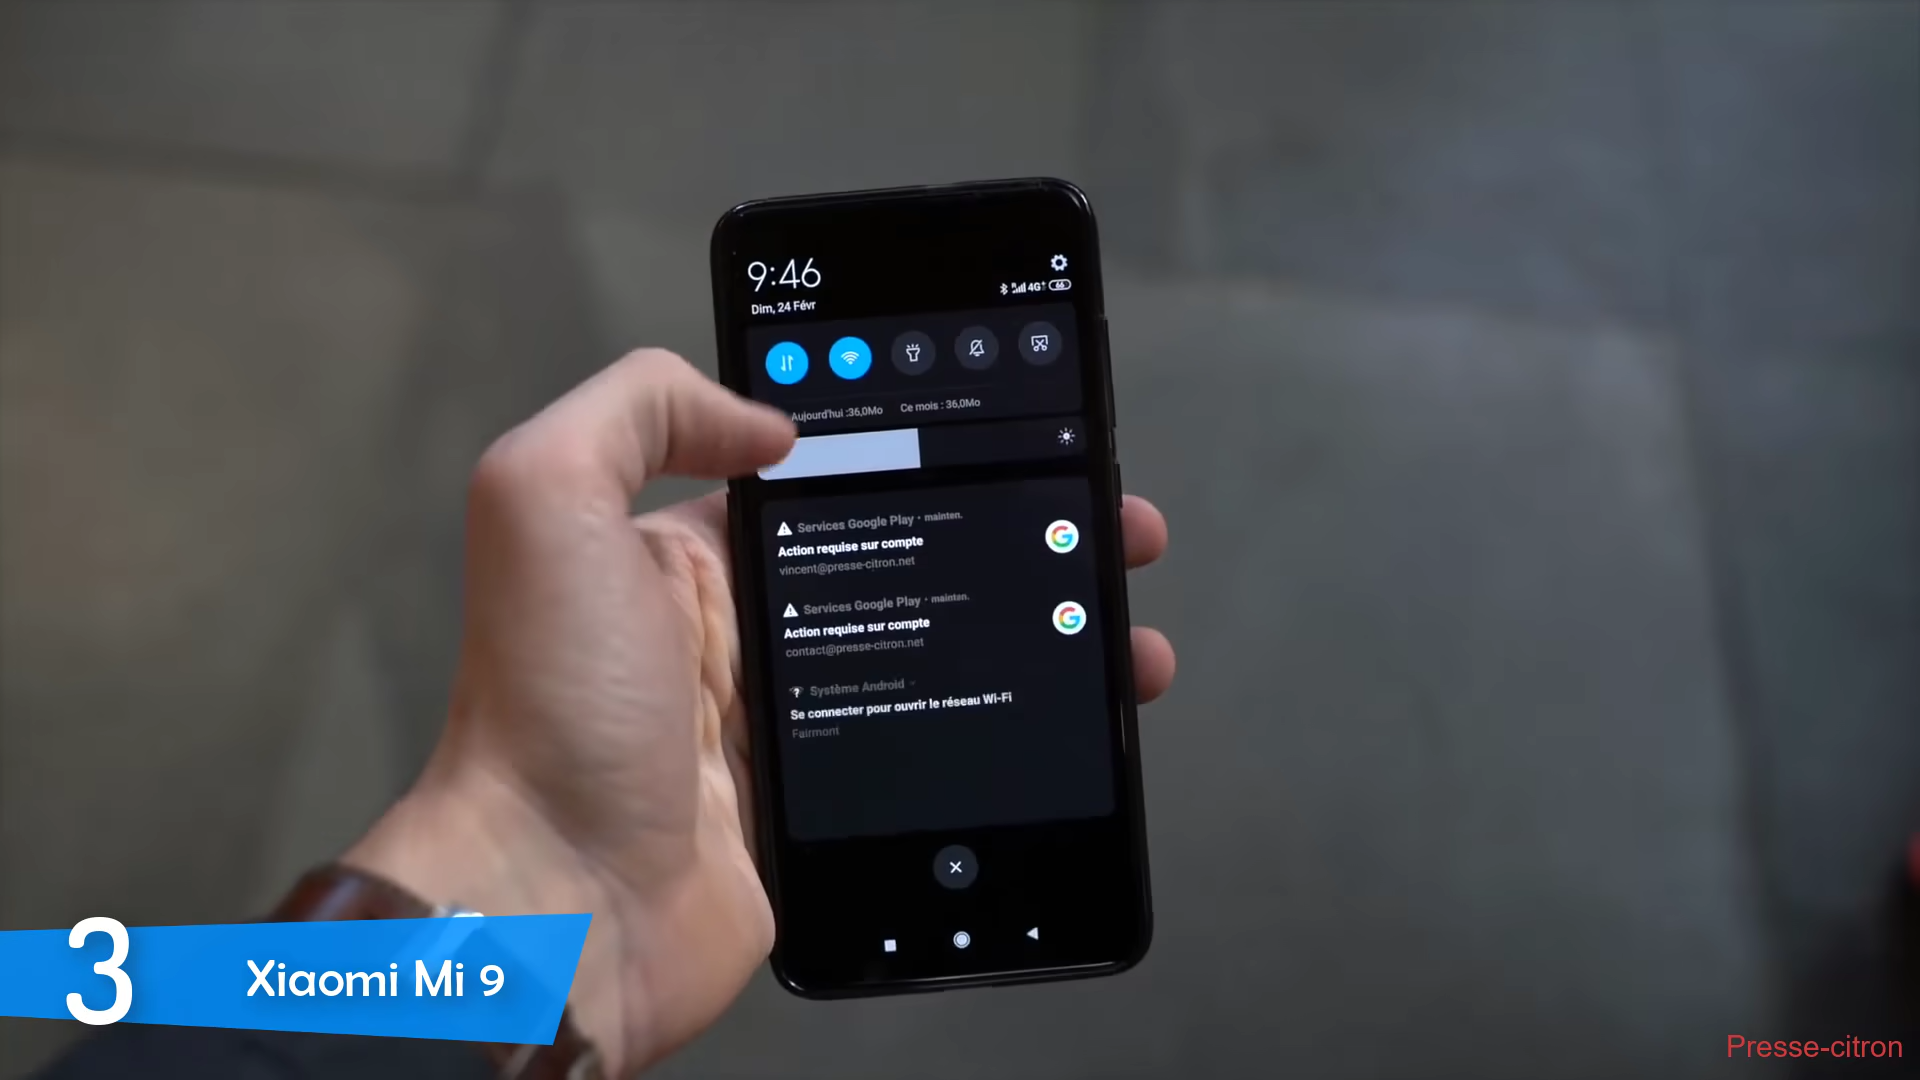 9:46
Dim, 24 Févr
4G+ 66
Aujourd'hui :36,0Mo Ce mois : 36,0Mo
Services Google Play • mainten.
Action requise sur compte
vincent@presse-citron.net
Services Google Play • mainten.
Action requise sur compte
contact@presse-citron.net
Système Android
Se connecter pour ouvrir le réseau Wi-Fi
Fairmont
3
Xiaomi Mi 9
Presse-citron